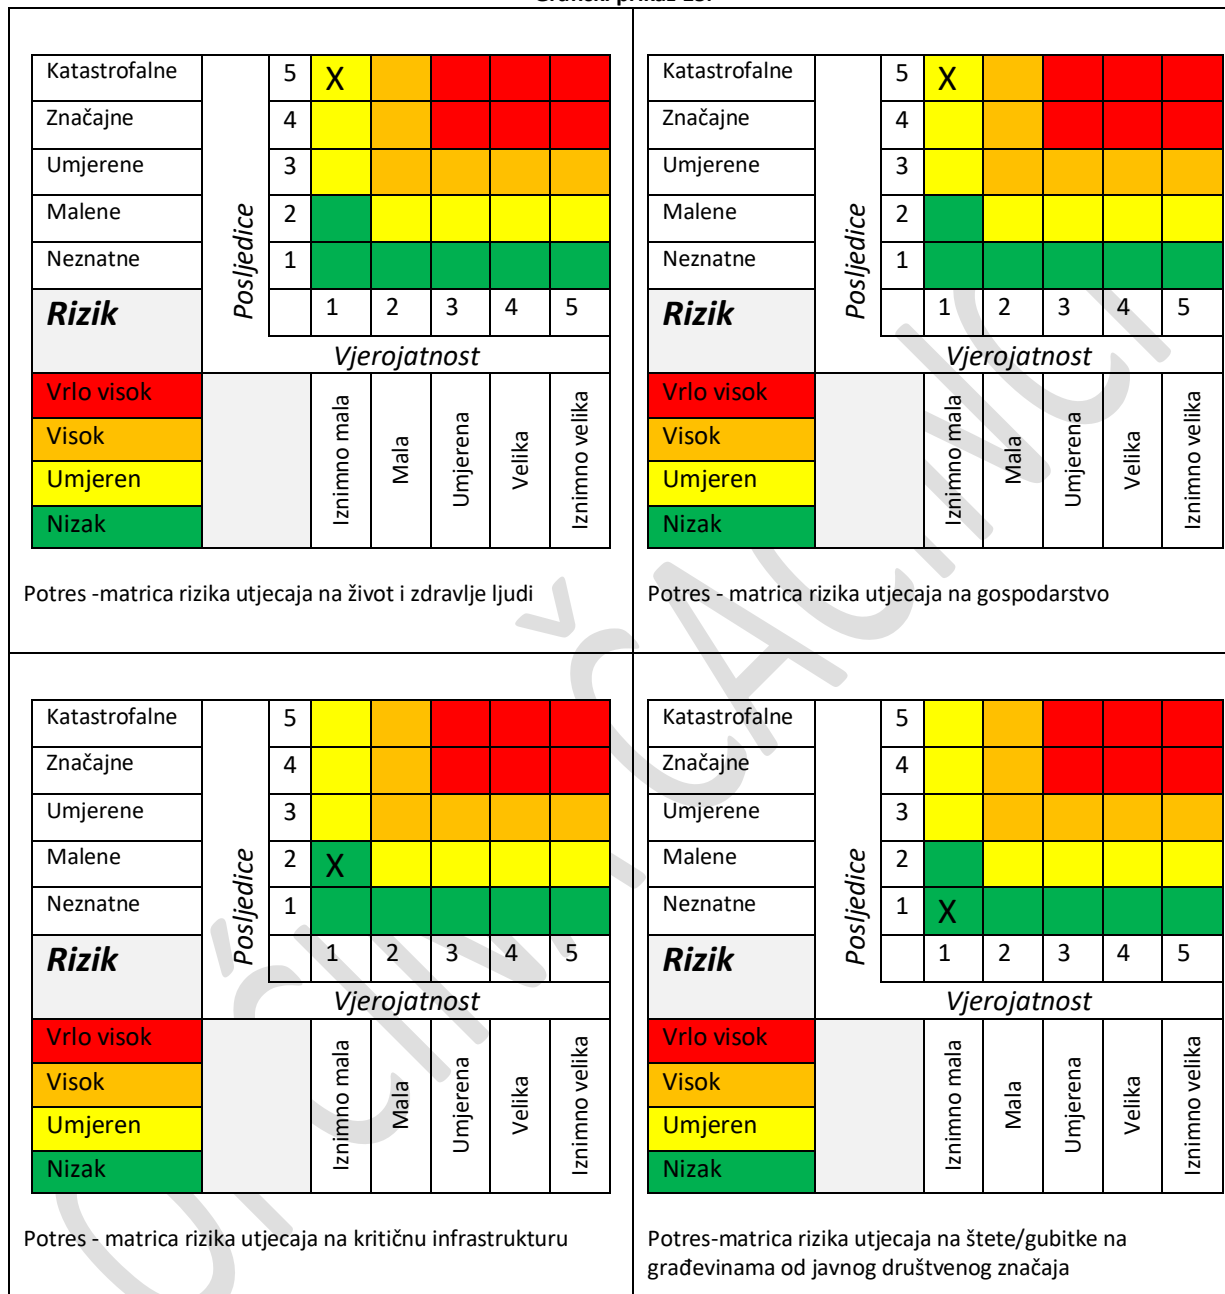 Katastrofalne 5 X
Značajne 4
Umjerene 3
Malene 2
Neznatne 1
Posljedice
Rizik 1 2 3 4 5
Vjerojatnost
Vrlo visok
Visok
Umjeren
Nizak
Iznimno mala
Mala
Umjerena
Velika
Iznimno velika
Potres -matrica rizika utjecaja na život i zdravlje ljudi
Katastrofalne 5 X
Značajne 4
Umjerene 3
Malene 2
Neznatne 1
Posljedice
Rizik 1 2 3 4 5
Vjerojatnost
Vrlo visok
Visok
Umjeren
Nizak
Iznimno mala
Mala
Umjerena
Velika
Iznimno velika
Potres - matrica rizika utjecaja na gospodarstvo
Katastrofalne 5
Značajne 4
Umjerene 3
Malene 2 X
Neznatne 1
Posljedice
Rizik 1 2 3 4 5
Vjerojatnost
Vrlo visok
Visok
Umjeren
Nizak
Iznimno mala
Mala
Umjerena
Velika
Iznimno velika
Potres - matrica rizika utjecaja na kritičnu infrastrukturu
Katastrofalne 5
Značajne 4
Umjerene 3
Malene 2
Neznatne 1 X
Posljedice
Rizik 1 2 3 4 5
Vjerojatnost
Vrlo visok
Visok
Umjeren
Nizak
Iznimno mala
Mala
Umjerena
Velika
Iznimno velika
Potres-matrica rizika utjecaja na štete/gubitke na
građevinama od javnog društvenog značaja